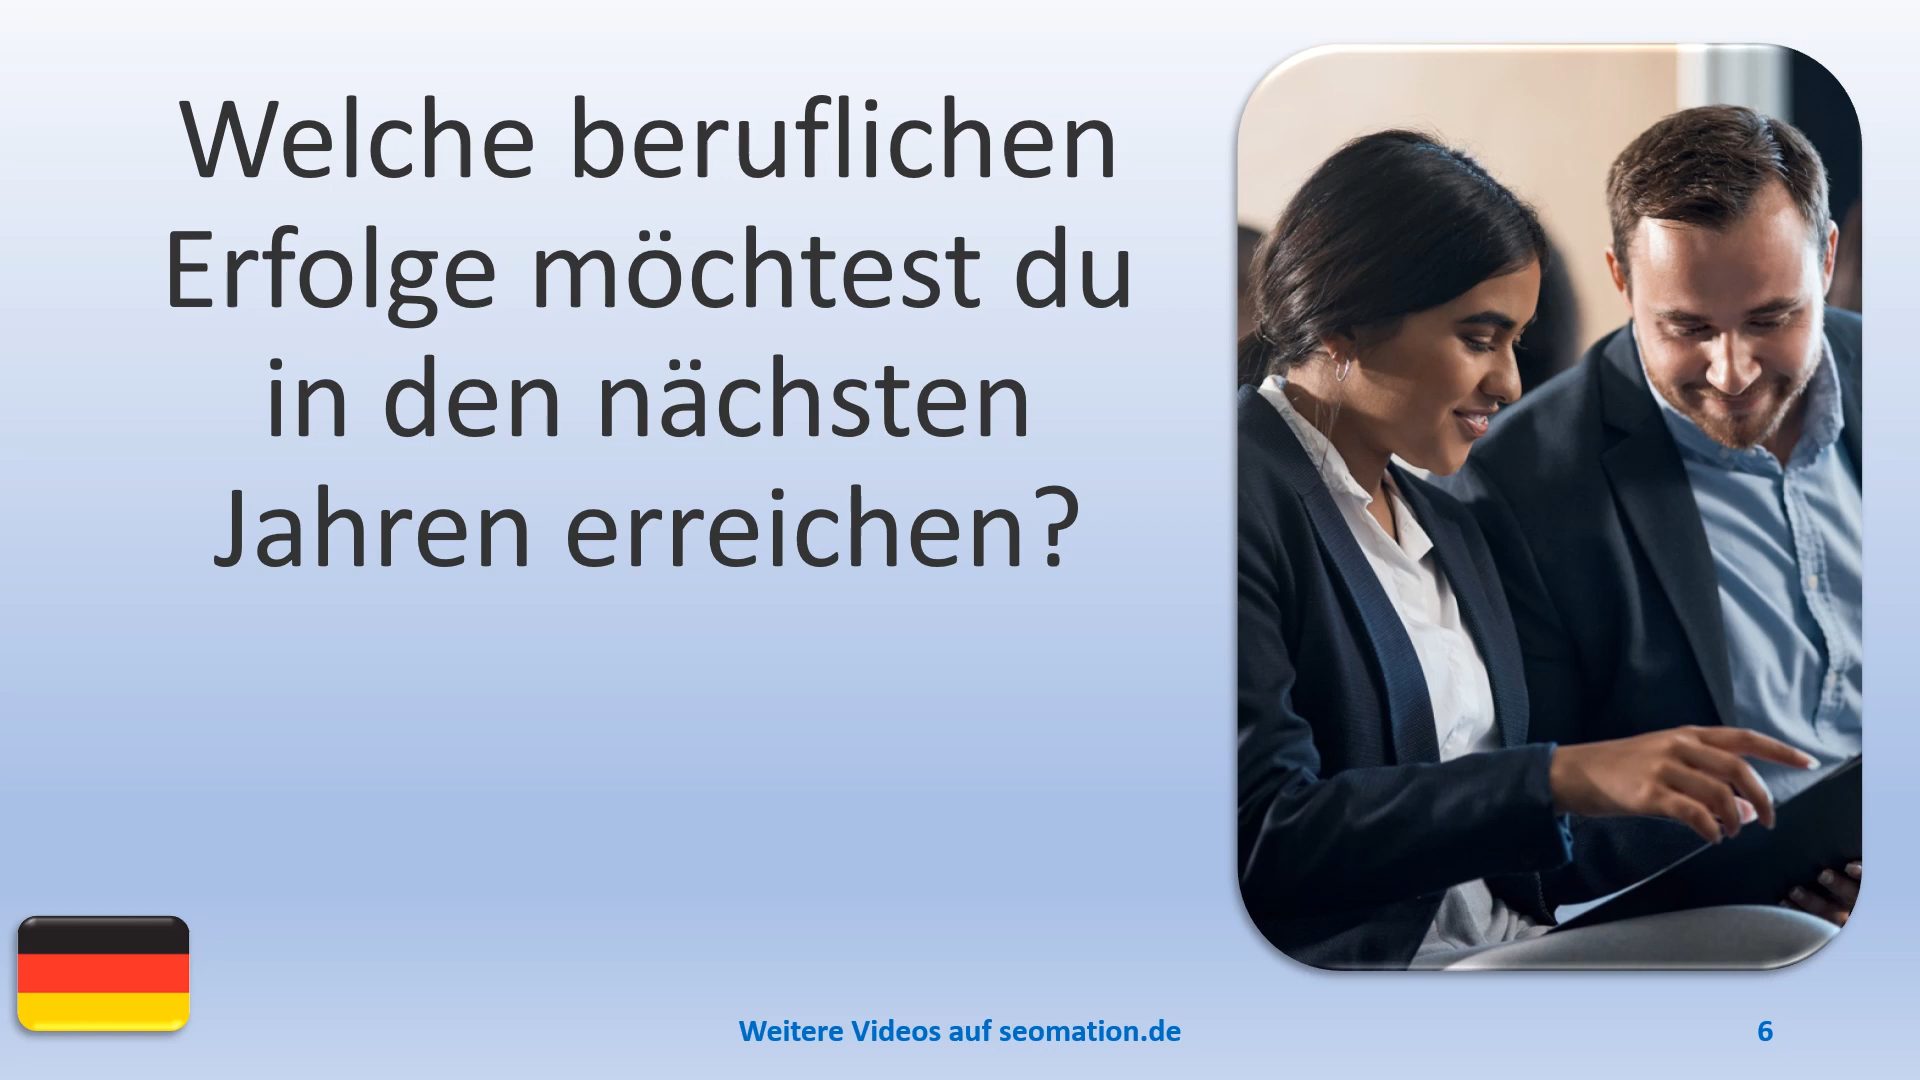 Welche beruflichen
Erfolge möchtest du
in den nächsten
Jahren erreichen?
Weitere Videos auf seomation.de
6